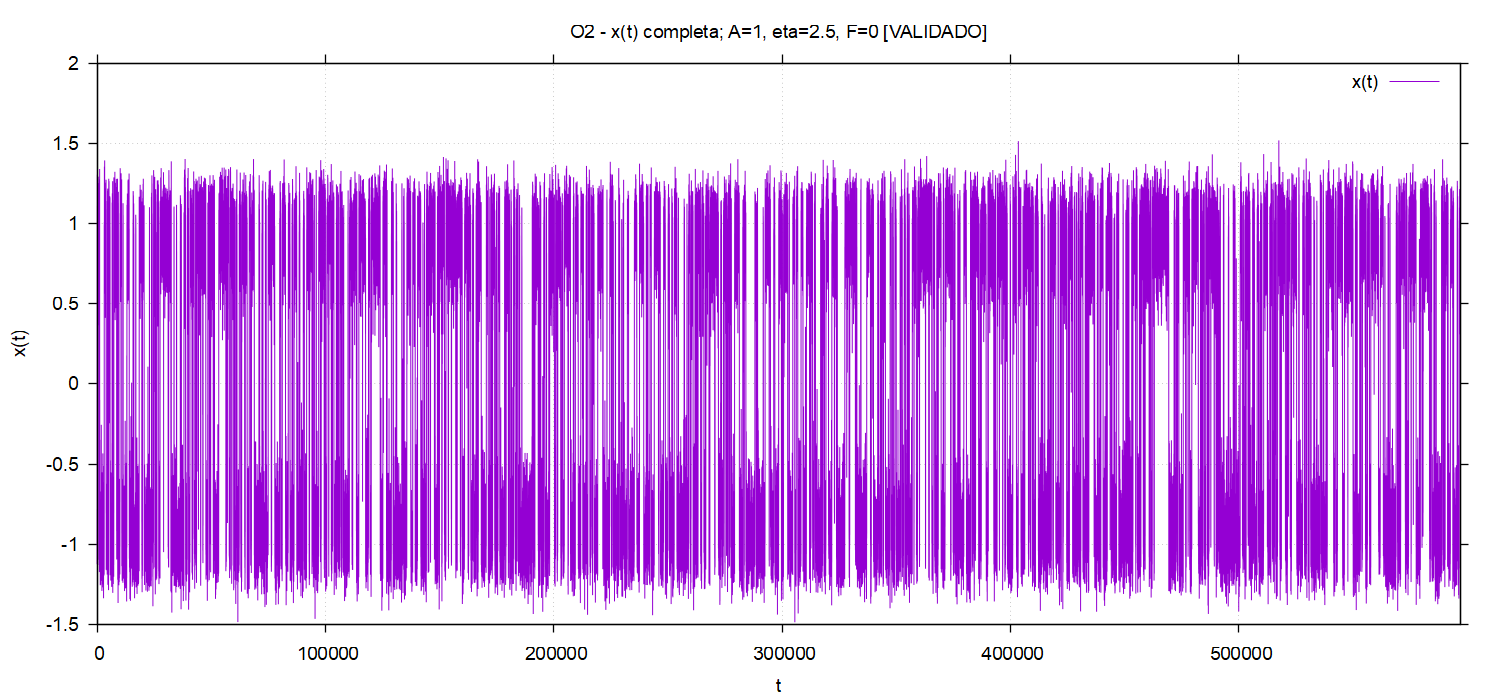 O2 - x(t) completa; A=1, eta=2.5, F=0 [VALIDADO]
x(t)
2
1.5
1
0.5
0
-0.5
-1
-1.5
x(t)
0 100000 200000 300000 400000 500000
t